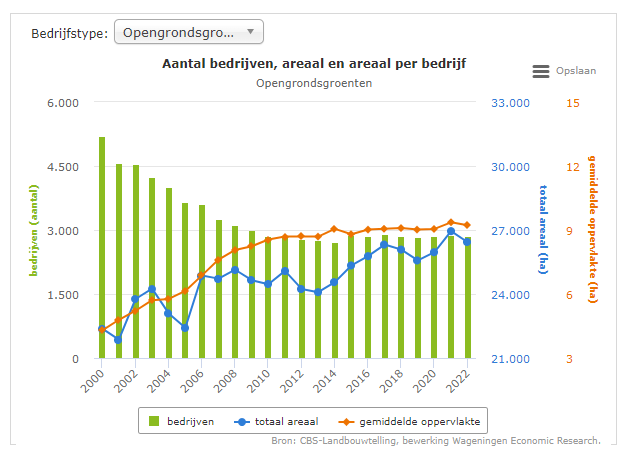 Bedrijfstype: Opengrondsgro...
Aantal bedrijven, areaal en areaal per bedrijf
Opslaan
Opengrondsgroenten
6.000 33.000 15
4.500 30.000 12
3.000 27.000 9
1.500 24.000 6
0 21.000 3
bedrijven (aantal)
totaal areaal (ha)
gemiddelde oppervlakte (ha)
2000 2002 2004 2006 2008 2010 2012 2014 2016 2018 2020 2022
bedrijven totaal areaal gemiddelde oppervlakte
Bron: CBS-Landbouwtelling, bewerking Wageningen Economic Research.